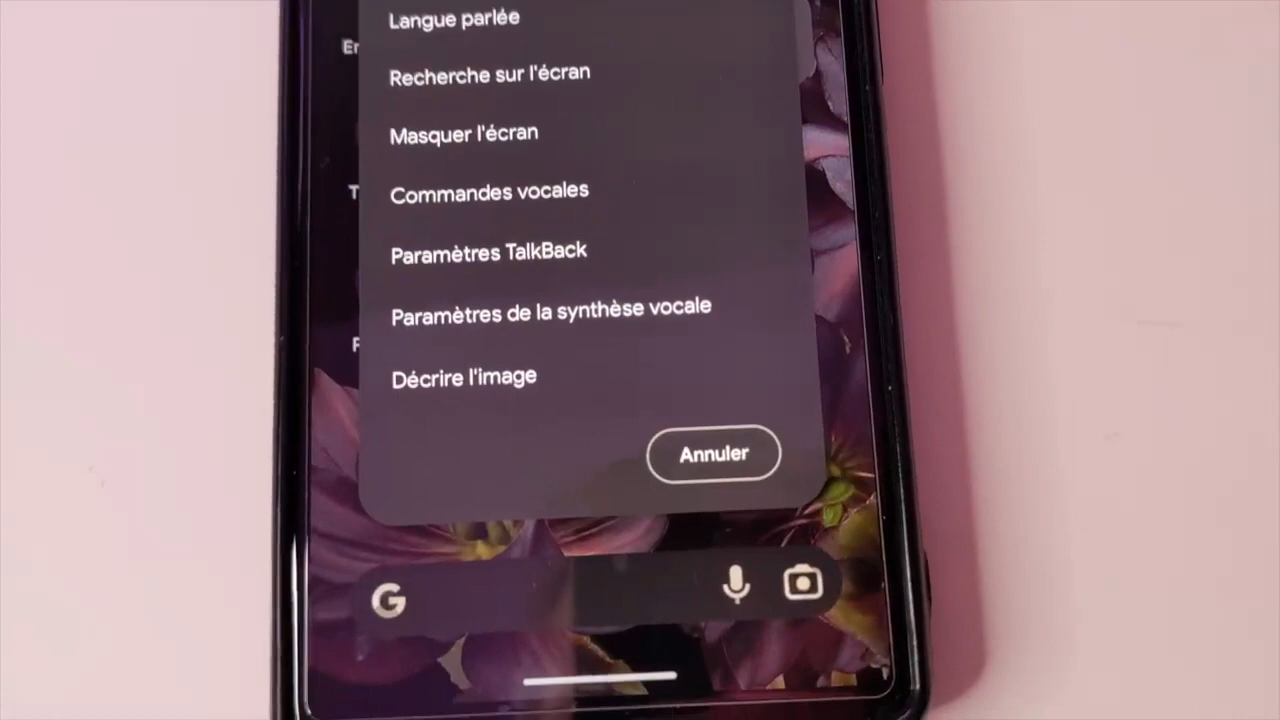 Langue parlée
En
Recherche sur l'écran
Masquer l'écran
T
Commandes vocales
Paramètres TalkBack
Paramètres de la synthèse vocale
Décrire l'image
Annuler
G